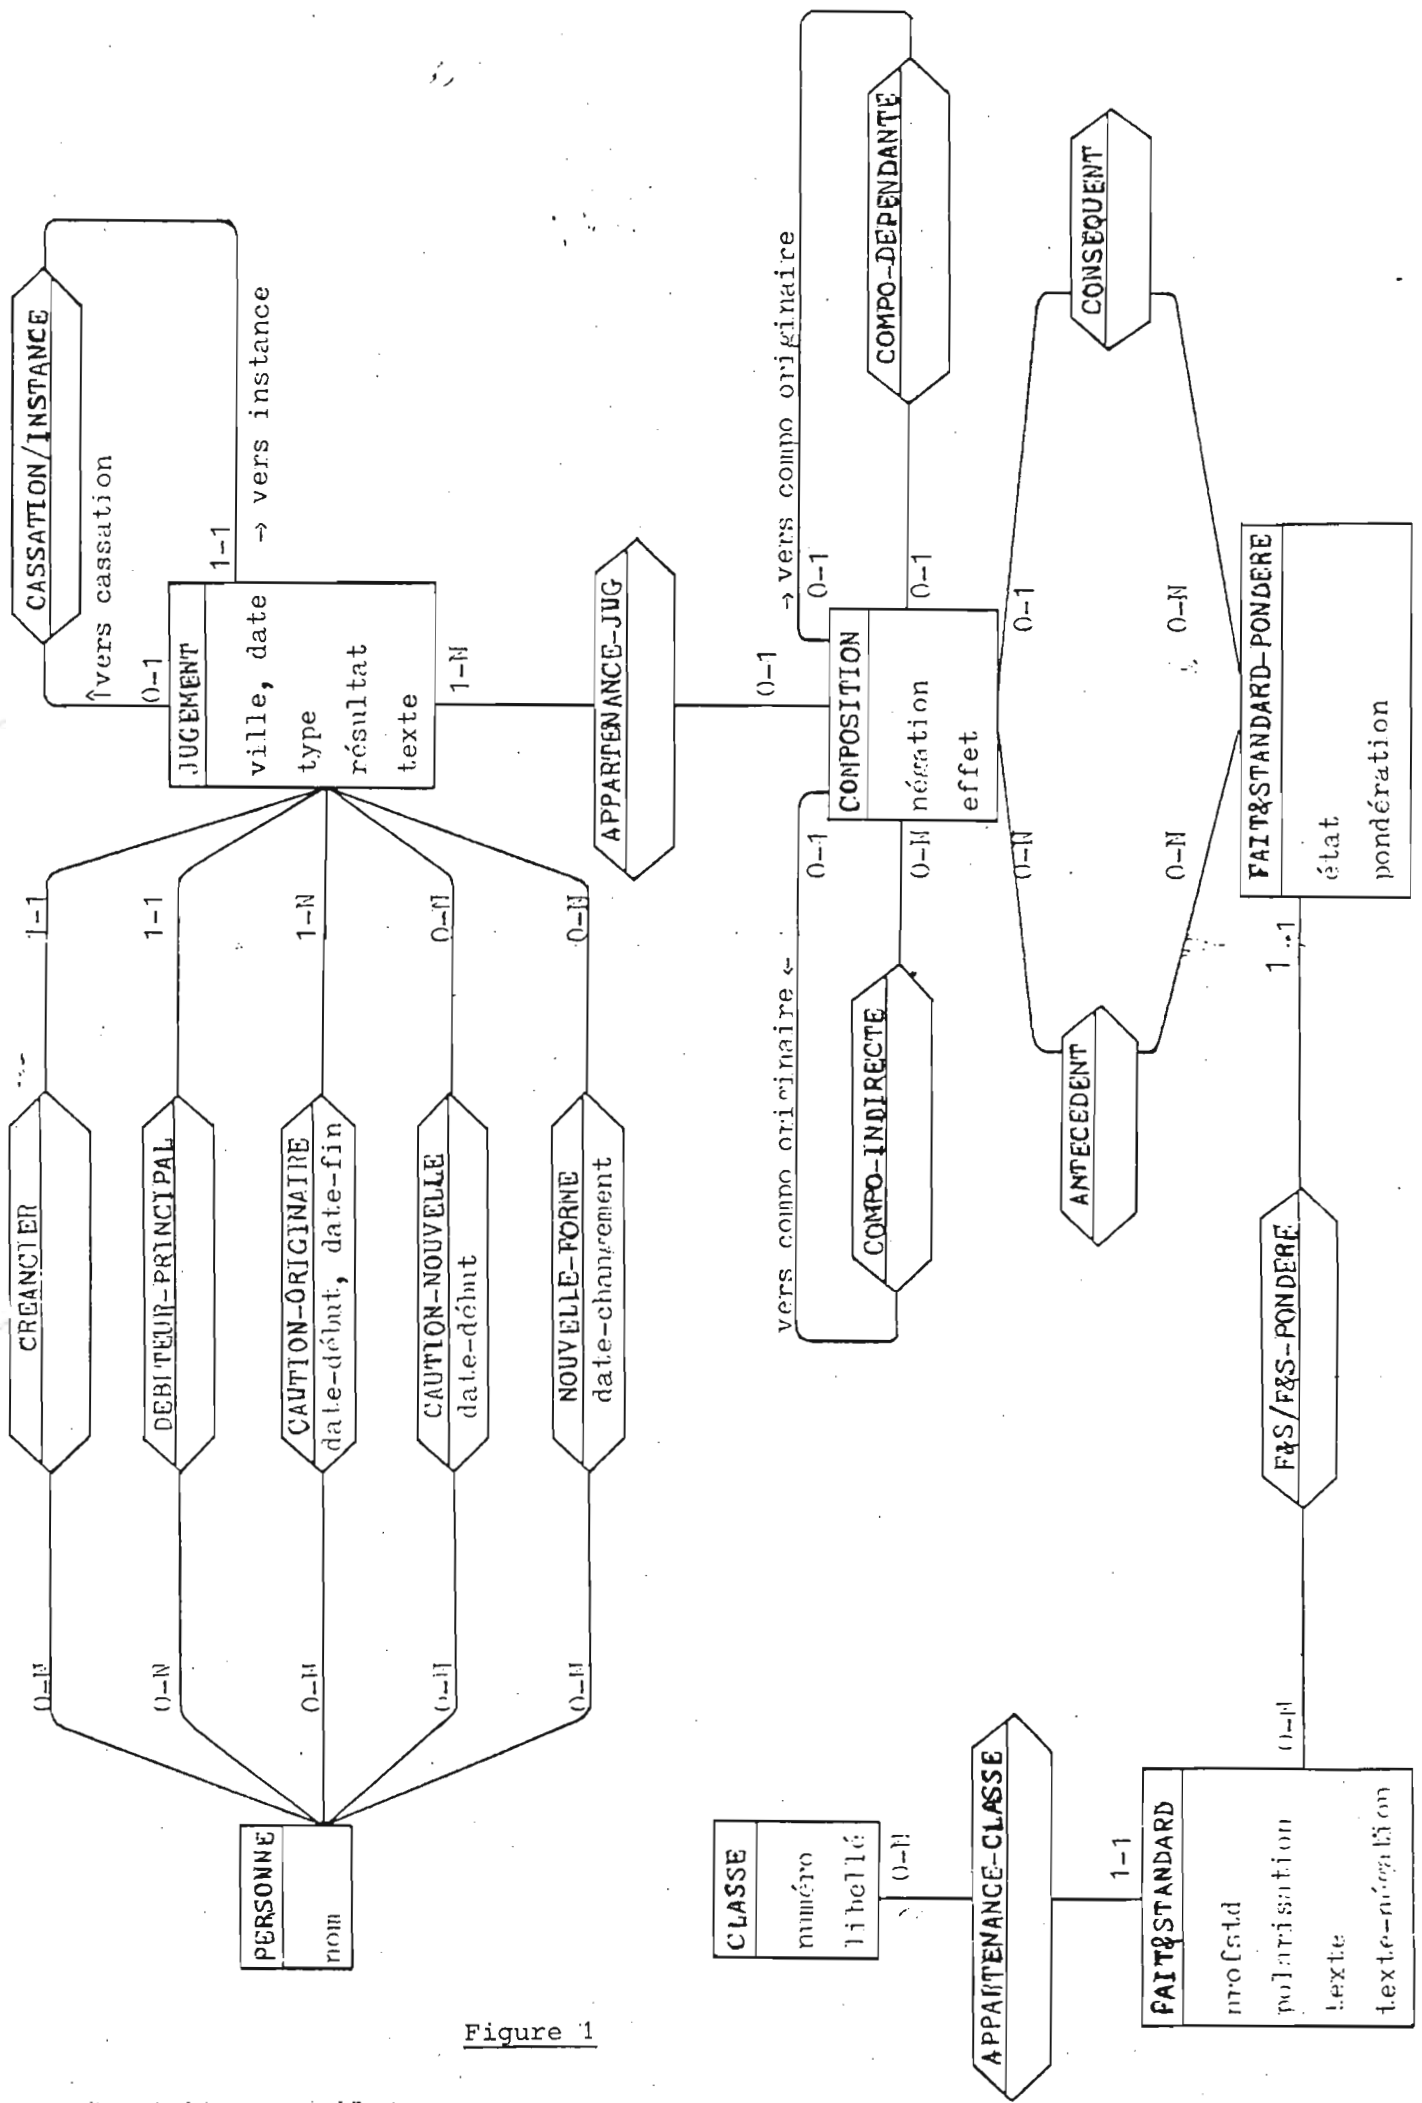 CASSATION/INSTANCE
↑vers cassation
→ vers instance
0-1
1-1
JUGEMENT
ville, date
type
résultat
texte
1-N
APPARTENANCE-JUG
0-1
1-1
1-1
1-N
0-N
0-N
CREANCIER
DEBITEUR-PRINCIPAL
CAUTION-ORIGINAIRE
date-début, date-fin
CAUTION-NOUVELLE
date-début
NOUVELLE-FORME
date-changement
0-N
0-N
0-N
0-N
0-N
PERSONNE
nom
COMPO-DEPENDANTE
→ vers compo originaire
0-1
0-1
COMPOSITION
négation
effet
0-1
0-N
vers compo originaire ←
COMPO-INDIRECTE
CONSEQUENT
0-1
0-N
0-N
0-N
ANTECEDENT
FAIT&STANDARD-PONDERE
état
pondération
1-1
F&S/F&S-PONDERE
0-N
CLASSE
numéro
libellé
0-N
APPARTENANCE-CLASSE
1-1
FAIT&STANDARD
polarisation
texte
texte-négation
Figure 1